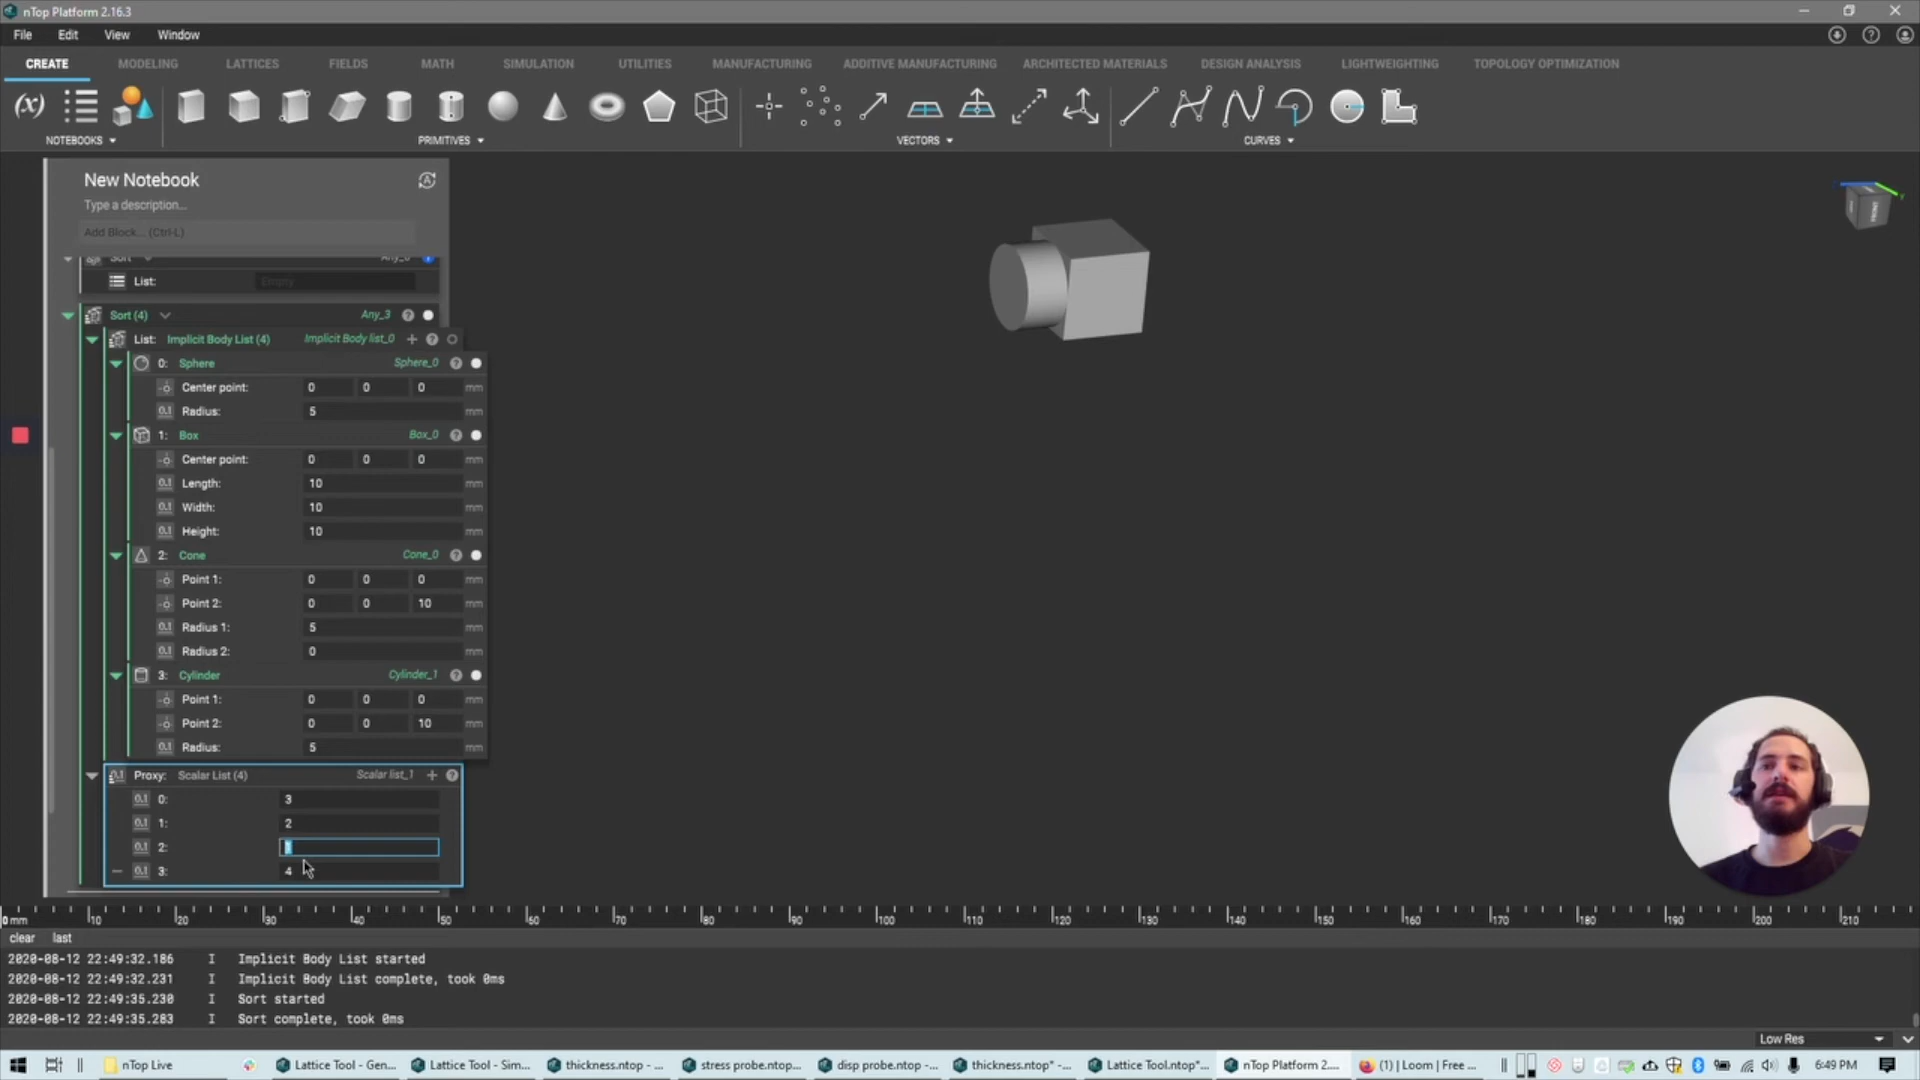 nTop Platform 2.16.3
File Edit View Window
CREATE MODELING LATTICES FIELDS MATH SIMULATION UTILITIES MANUFACTURING ADDITIVE MANUFACTURING ARCHITECTED MATERIALS DESIGN ANALYSIS LIGHTWEIGHTING TOPOLOGY OPTIMIZATION
(x)
NOTEBOOKS PRIMITIVES VECTORS CURVES
New Notebook
Type a description...
Add Block... (Ctrl-L)
Sort Any_0
List: Empty
Sort (4) Any_3
List: Implicit Body List (4) Implicit Body list_0
0: Sphere Sphere_0
Center point: 0 0 0 mm
Radius: 5 mm
1: Box Box_0
Center point: 0 0 0 mm
Length: 10 mm
Width: 10 mm
Height: 10 mm
2: Cone Cone_0
Point 1: 0 0 0 mm
Point 2: 0 0 10 mm
Radius 1: 5 mm
Radius 2: 0 mm
3: Cylinder Cylinder_1
Point 1: 0 0 0 mm
Point 2: 0 0 10 mm
Radius: 5 mm
Proxy: Scalar List (4) Scalar list_1
0.1 0: 3
0.1 1: 2
0.1 2:
0.1 3: 4
0 mm 10 20 30 40 50 60 70 80 90 100 110 120 130 140 150 160 170 180 190 200 210
clear last
2020-08-12 22:49:32.186 I Implicit Body List started
2020-08-12 22:49:32.231 I Implicit Body List complete, took 0ms
2020-08-12 22:49:35.230 I Sort started
2020-08-12 22:49:35.283 I Sort complete, took 0ms
Low Res
nTop Live Lattice Tool - Gen... Lattice Tool - Sim... thickness.ntop - ... stress probe.ntop... disp probe.ntop -... thickness.ntop* -... Lattice Tool.ntop*... nTop Platform 2.... (1) | Loom | Free ... 6:49 PM